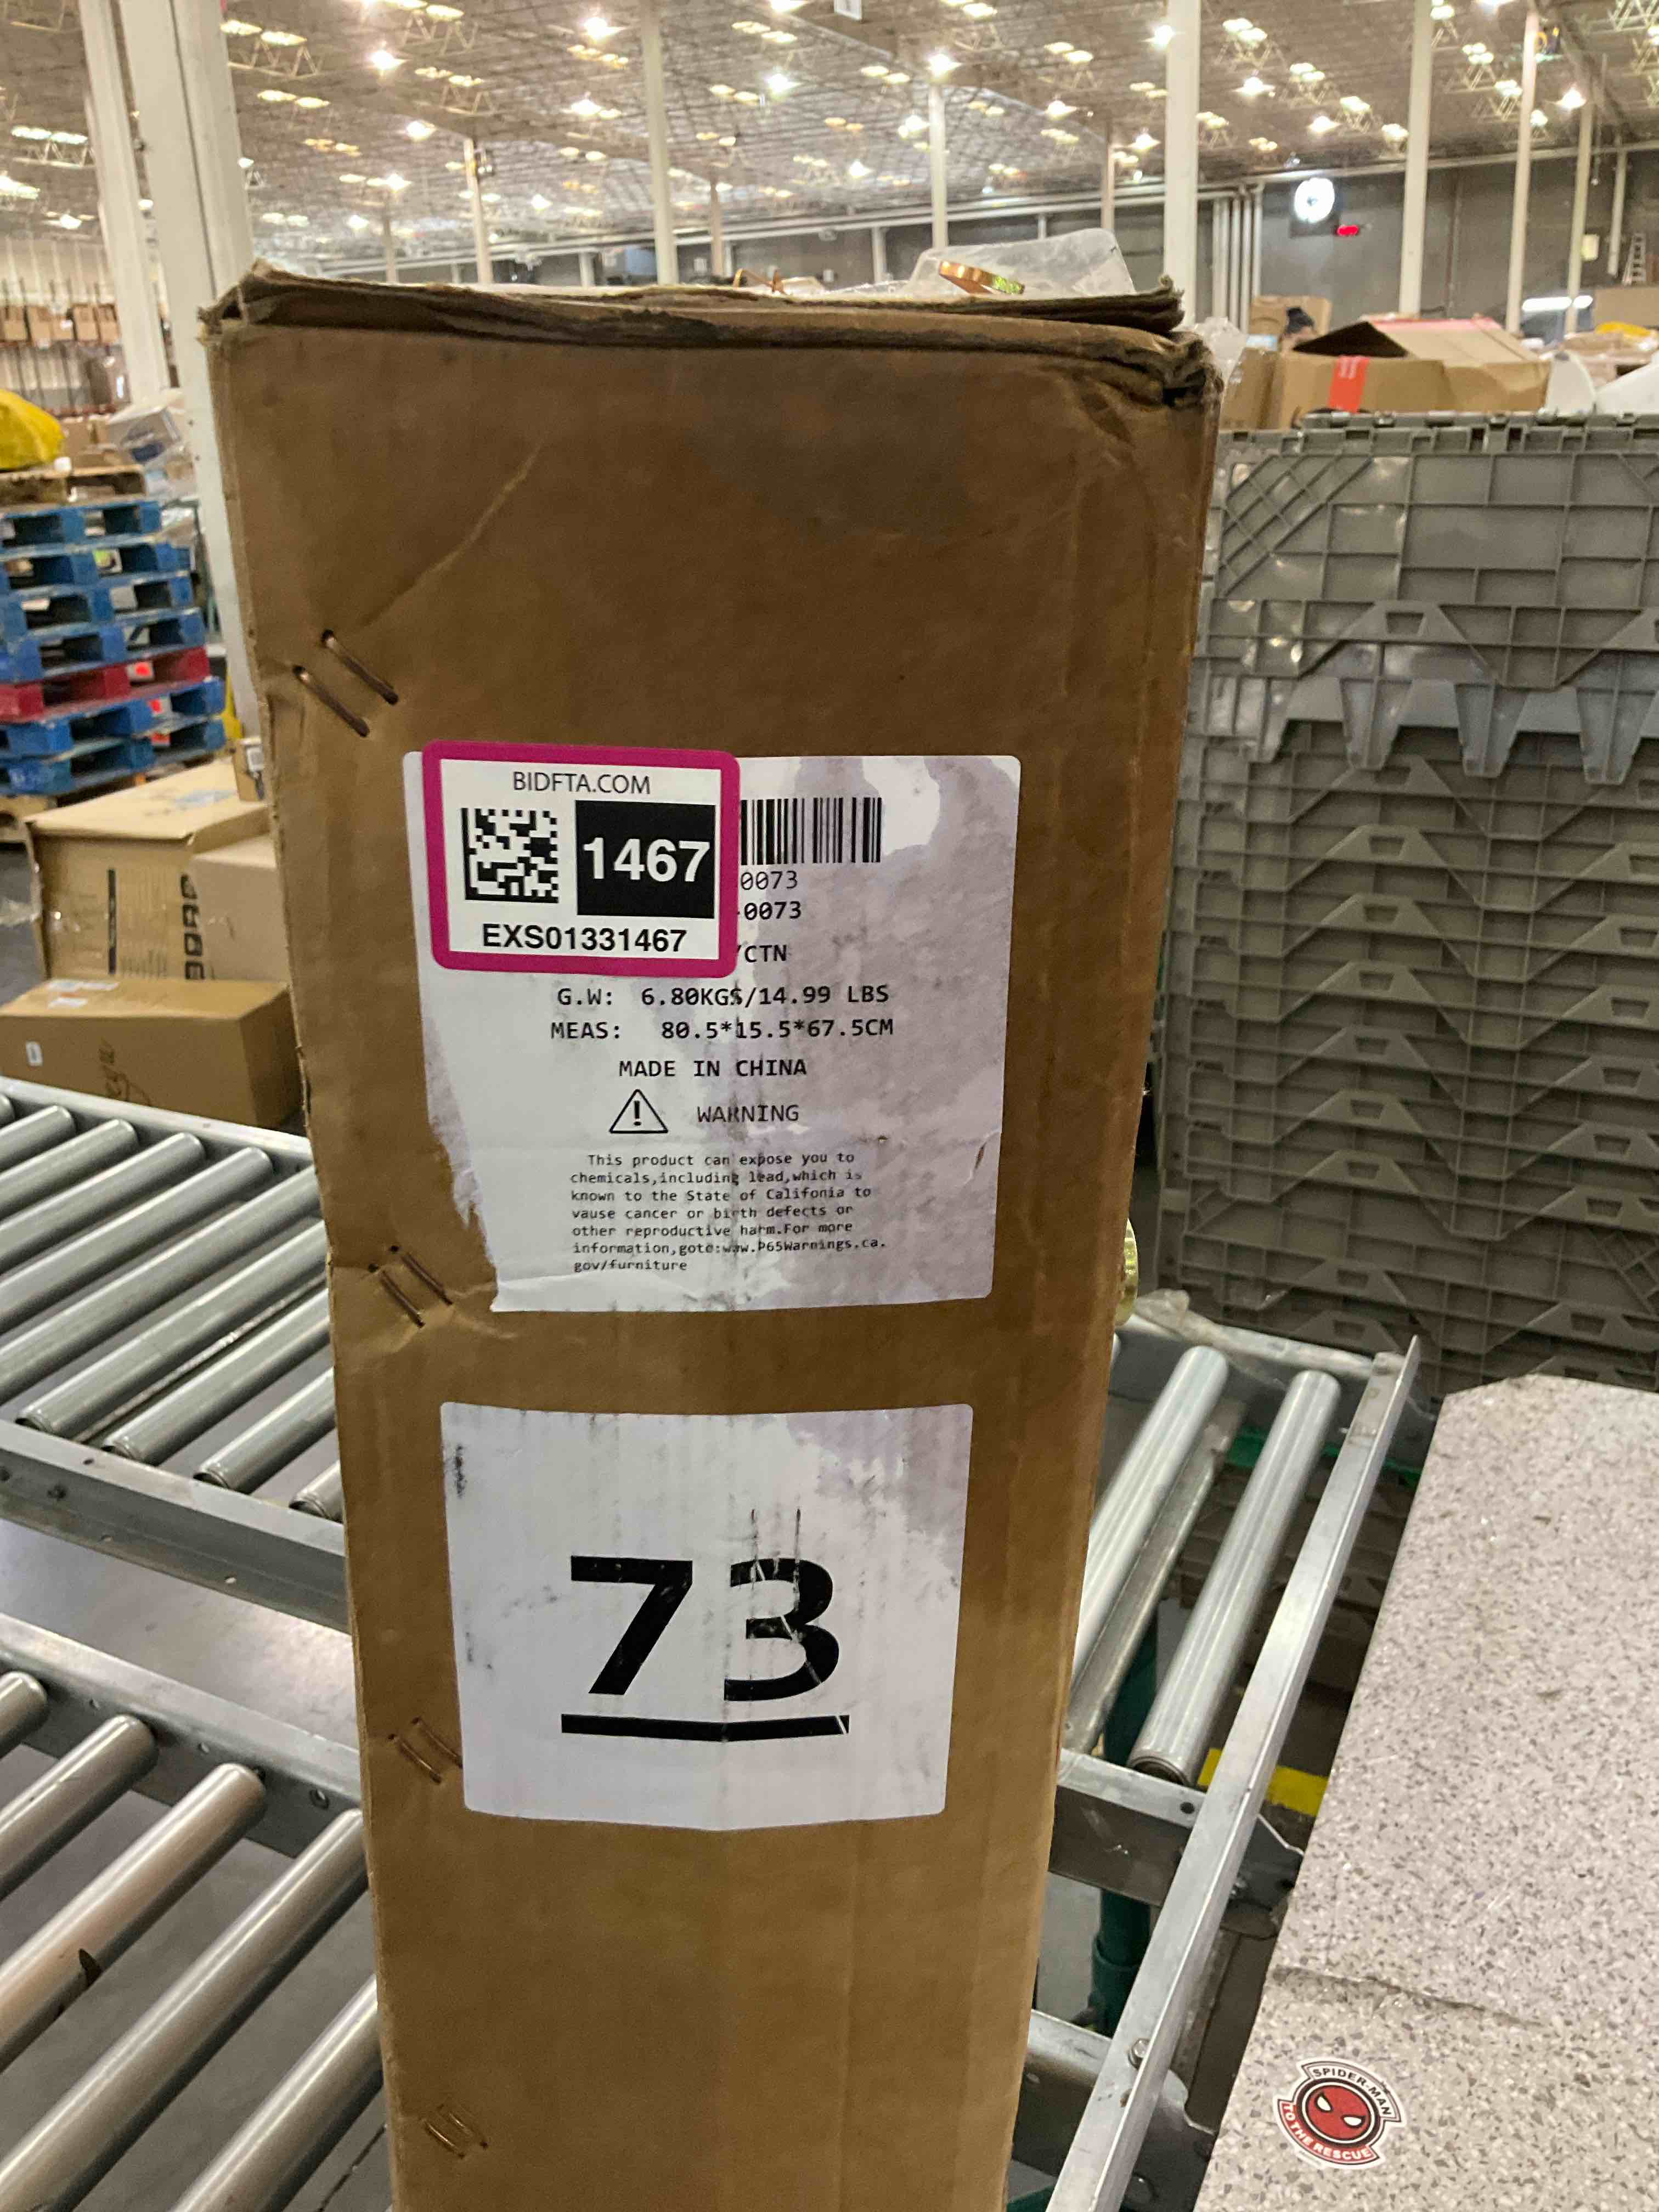 BIDFTA.COM
1467
EXS01331467
0073
-0073
/CTN
G.W: 6.80KGS/14.99 LBS
MEAS: 80.5*15.5*67.5CM
MADE IN CHINA
WARNING
This product can expose you to
chemicals,including lead,which is
known to the State of Califonia to
vause cancer or birth defects or
other reproductive harm.For more
information,goto:www.P65Warnings.ca.
gov/furniture
73
SPIDER-MAN
TO THE RESCUE